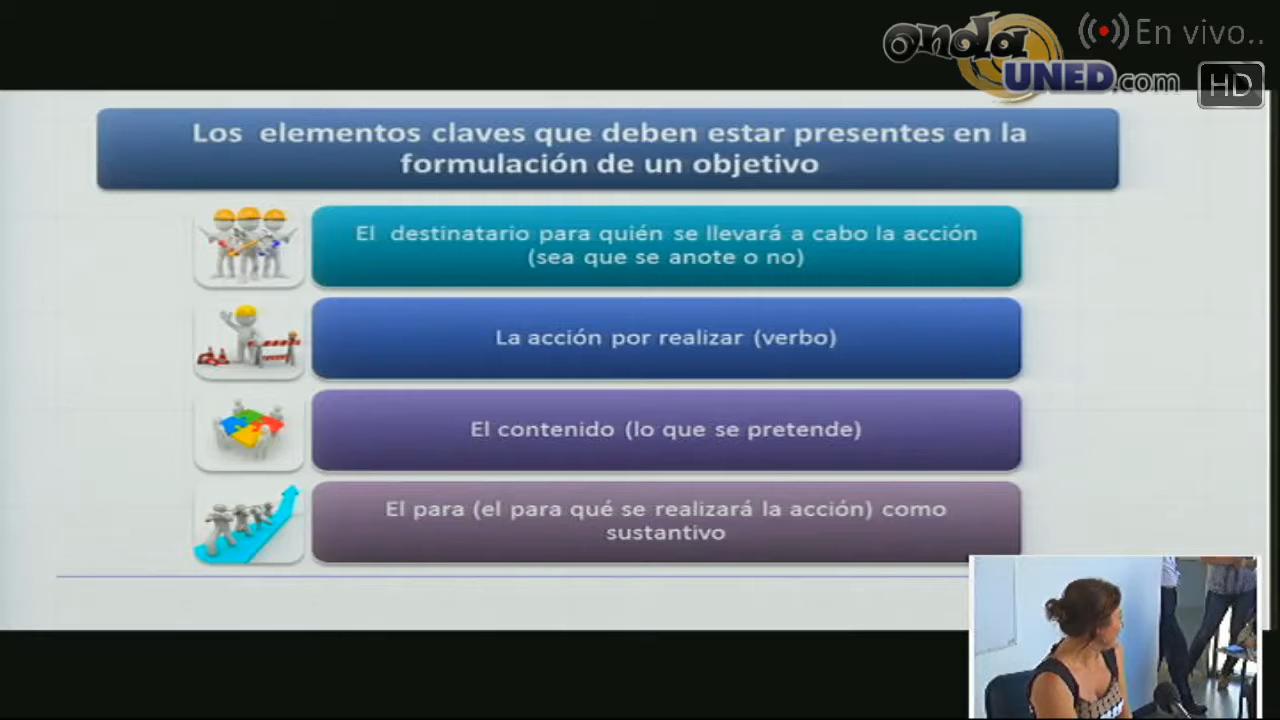 onda
UNED.com
En vivo..
HD
Los elementos claves que deben estar presentes en la
formulación de un objetivo
El destinatario para quién se llevará a cabo la acción
(sea que se anote o no)
La acción por realizar (verbo)
El contenido (lo que se pretende)
El para (el para qué se realizará la acción) como
sustantivo